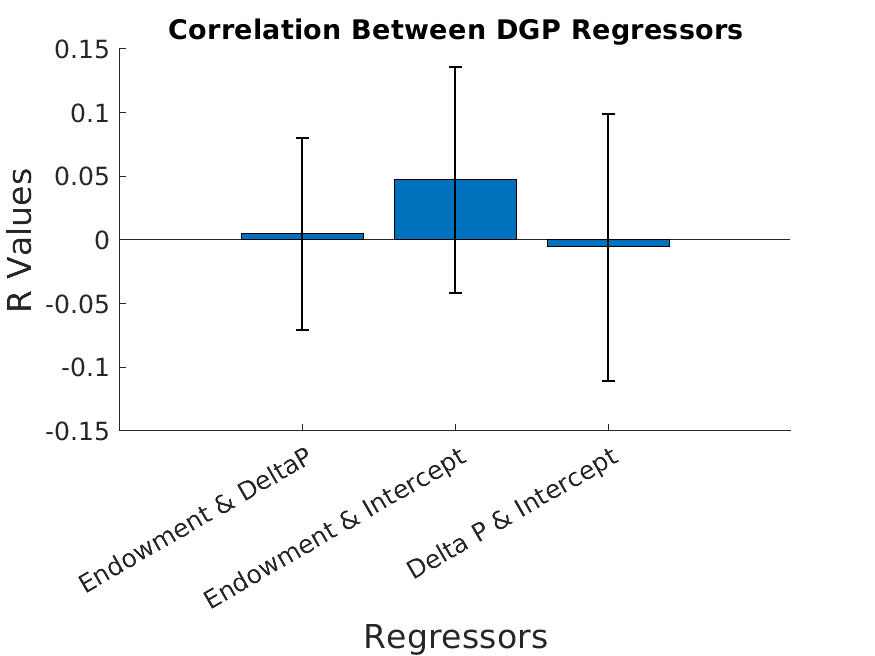 Correlation Between DGP Regressors
R Values
0.15
0.1
0.05
0
-0.05
-0.1
-0.15
Endowment & DeltaP
Endowment & Intercept
Delta P & Intercept
Regressors